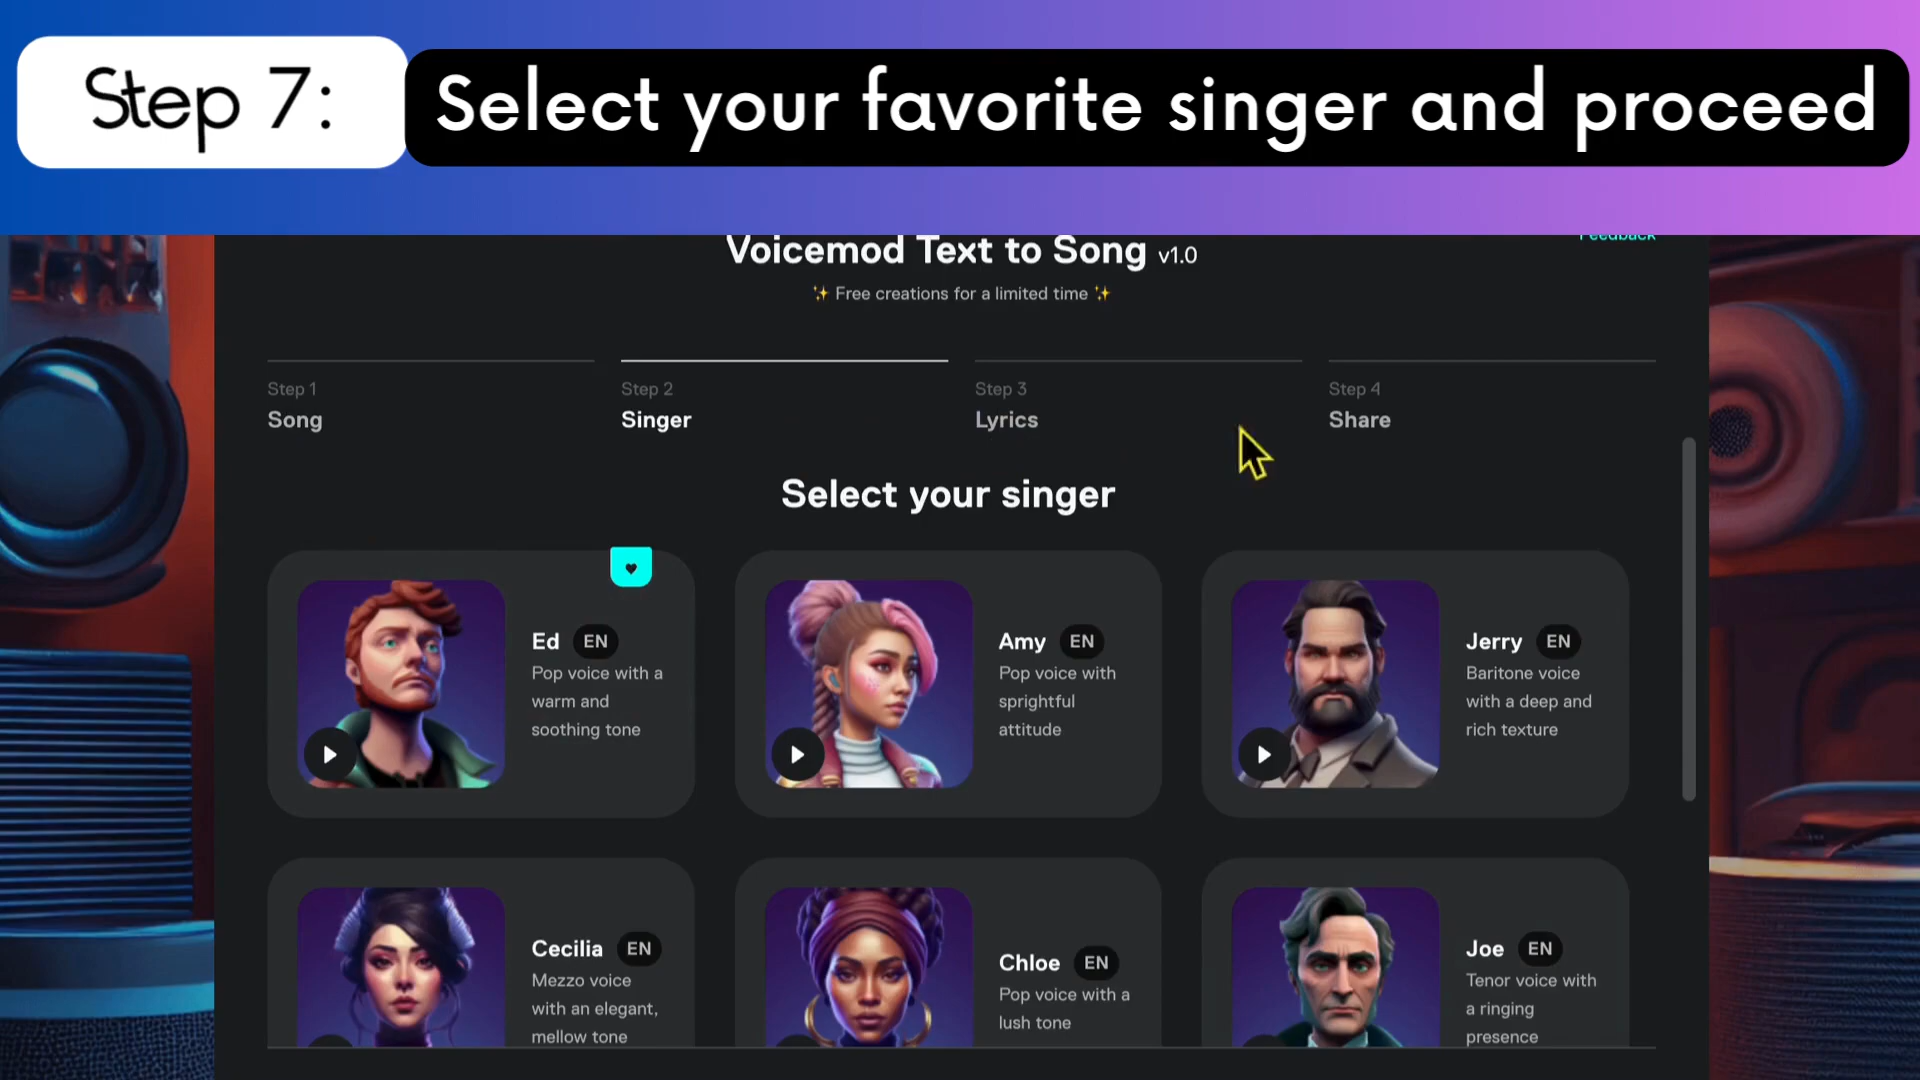 Step 7:
Select your favorite singer and proceed
Feedback
Voicemod Text to Song v1.0
✨ Free creations for a limited time ✨
Step 1
Song
Step 2
Singer
Step 3
Lyrics
Step 4
Share
Select your singer
Ed EN
Pop voice with a
warm and
soothing tone
Amy EN
Pop voice with
sprightful
attitude
Jerry EN
Baritone voice
with a deep and
rich texture
Cecilia EN
Mezzo voice
with an elegant,
mellow tone
Chloe EN
Pop voice with a
lush tone
Joe EN
Tenor voice with
a ringing
presence